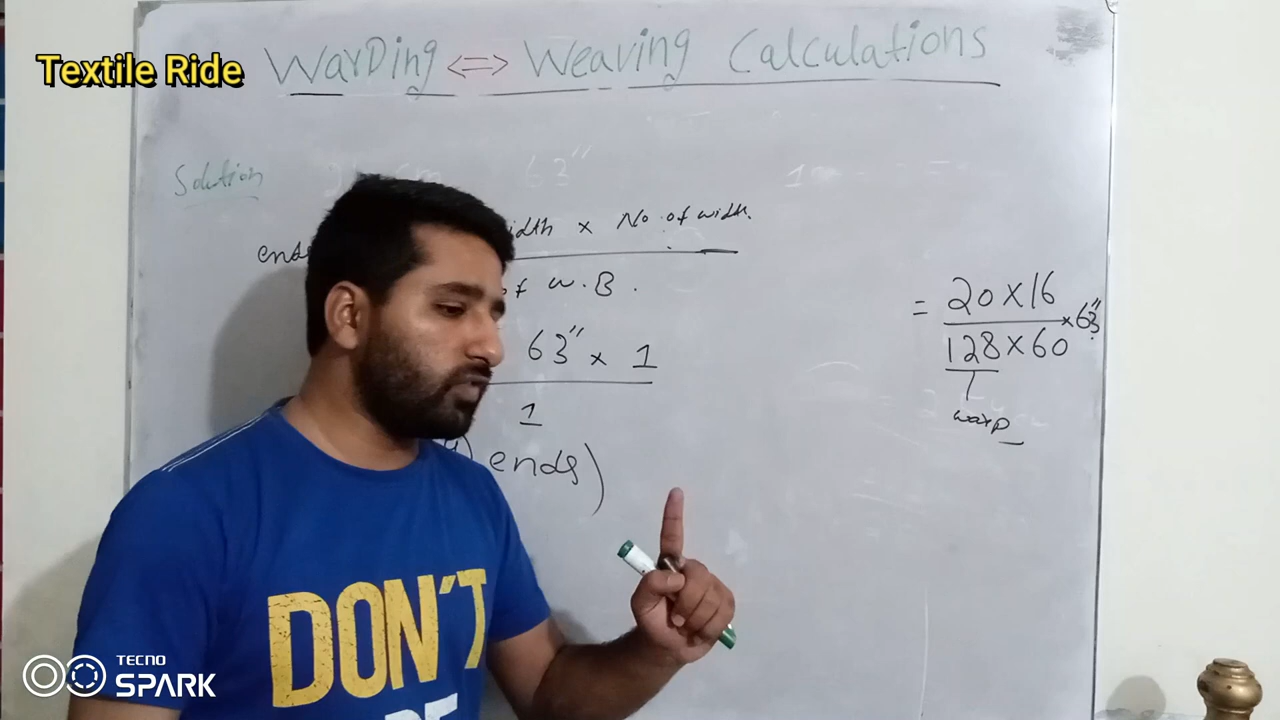 Textile Ride
WarPing <=> Weaving Calculations
Solution 63"
ends width x No. of width.
of w.B.
63" x 1
1
ends)
= 20 x 16
128 x 60 x 63"
warp
DON'T
BE
TECNO
SPARK